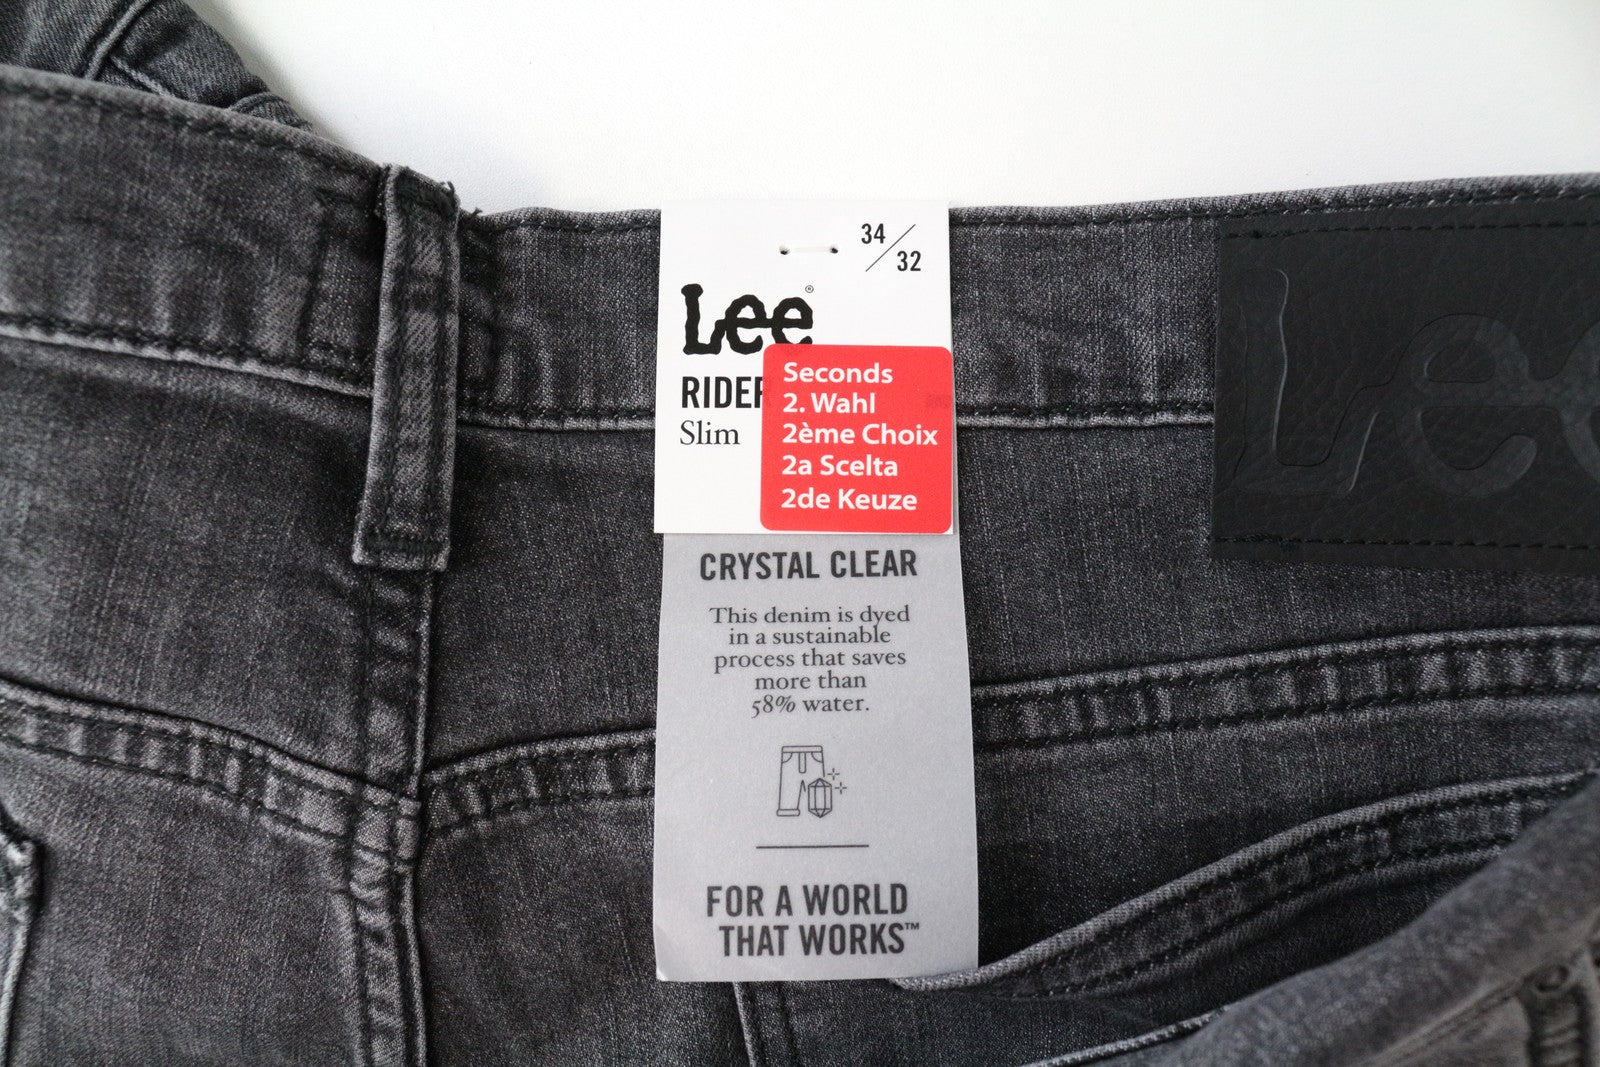 34/32
Lee®
RIDER
Slim
Seconds
2. Wahl
2ème Choix
2a Scelta
2de Keuze
CRYSTAL CLEAR
This denim is dyed
in a sustainable
process that saves
more than
58% water.
FOR A WORLD
THAT WORKS™
Lee